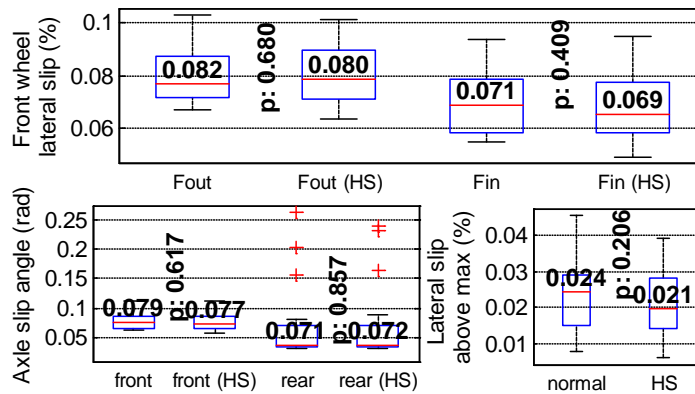 Front wheel
lateral slip (%)
0.1
0.08
0.06
0.082
p: 0.680
0.080
0.071
p: 0.409
0.069
Fout
Fout (HS)
Fin
Fin (HS)
Axle slip angle (rad)
0.25
0.2
0.15
0.1
0.05
0.079
p: 0.617
0.077
0.071
p: 0.857
0.072
front
front (HS)
rear
rear (HS)
Lateral slip
above max (%)
0.04
0.03
0.02
0.01
0.024
p: 0.206
0.021
normal
HS